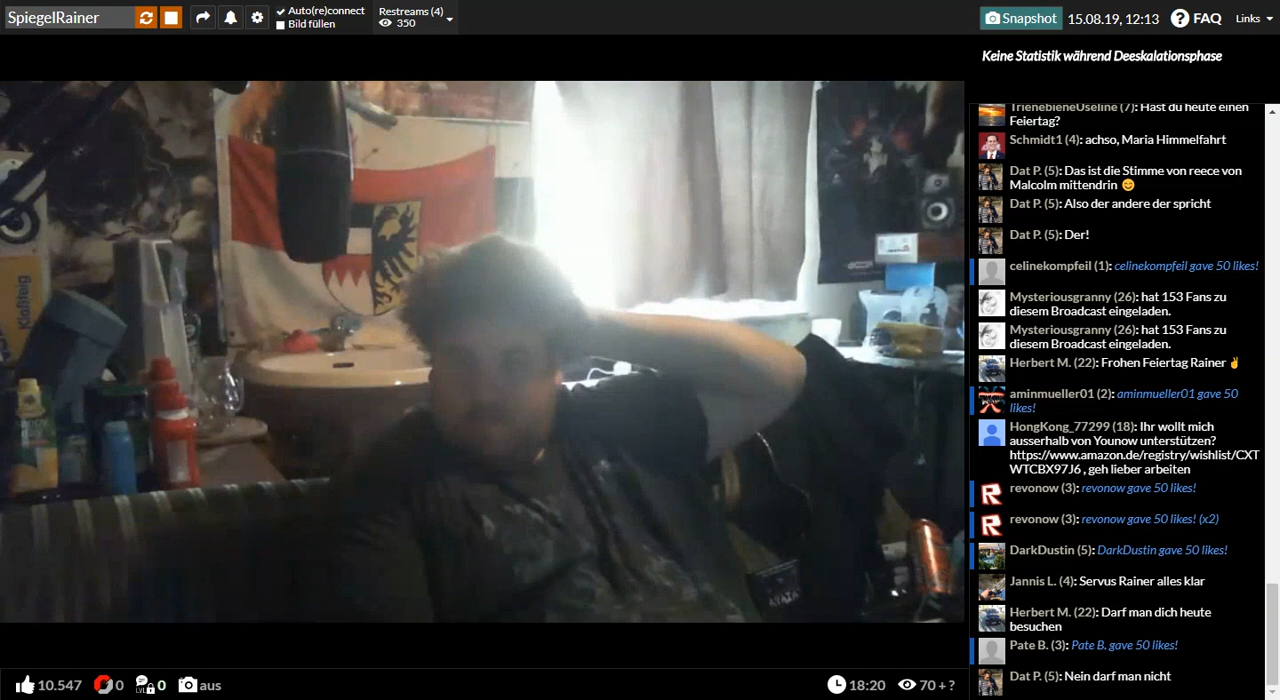 SpiegelRainer
Auto(re)connect
Bild füllen
Restreams (4)
350
Snapshot
15.08.19, 12:13
FAQ
Links
Keine Statistik während Deeskalationsphase
TrienebieneUseline (7): Hast du heute einen
Feiertag?
Schmidt1 (4): achso, Maria Himmelfahrt
Dat P. (5): Das ist die Stimme von reece von
Malcolm mittendrin 😊
Dat P. (5): Also der andere der spricht
Dat P. (5): Der!
celinekompfeil (1): celinekompfeil gave 50 likes!
Mysteriousgranny (26): hat 153 Fans zu
diesem Broadcast eingeladen.
Mysteriousgranny (26): hat 153 Fans zu
diesem Broadcast eingeladen.
Herbert M. (22): Frohen Feiertag Rainer ✌
aminmueller01 (2): aminmueller01 gave 50
likes!
HongKong_77299 (18): Ihr wollt mich
ausserhalb von Younow unterstützen?
https://www.amazon.de/registry/wishlist/CXT
WTCBX97J6 , geh lieber arbeiten
revonow (3): revonow gave 50 likes!
revonow (3): revonow gave 50 likes! (x2)
DarkDustin (5): DarkDustin gave 50 likes!
Jannis L. (4): Servus Rainer alles klar
Herbert M. (22): Darf man dich heute
besuchen
Pate B. (3): Pate B. gave 50 likes!
Dat P. (5): Nein darf man nicht
10.547
0
LVL
0
aus
18:20
70 + ?